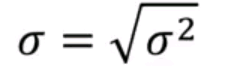 σ = √σ²